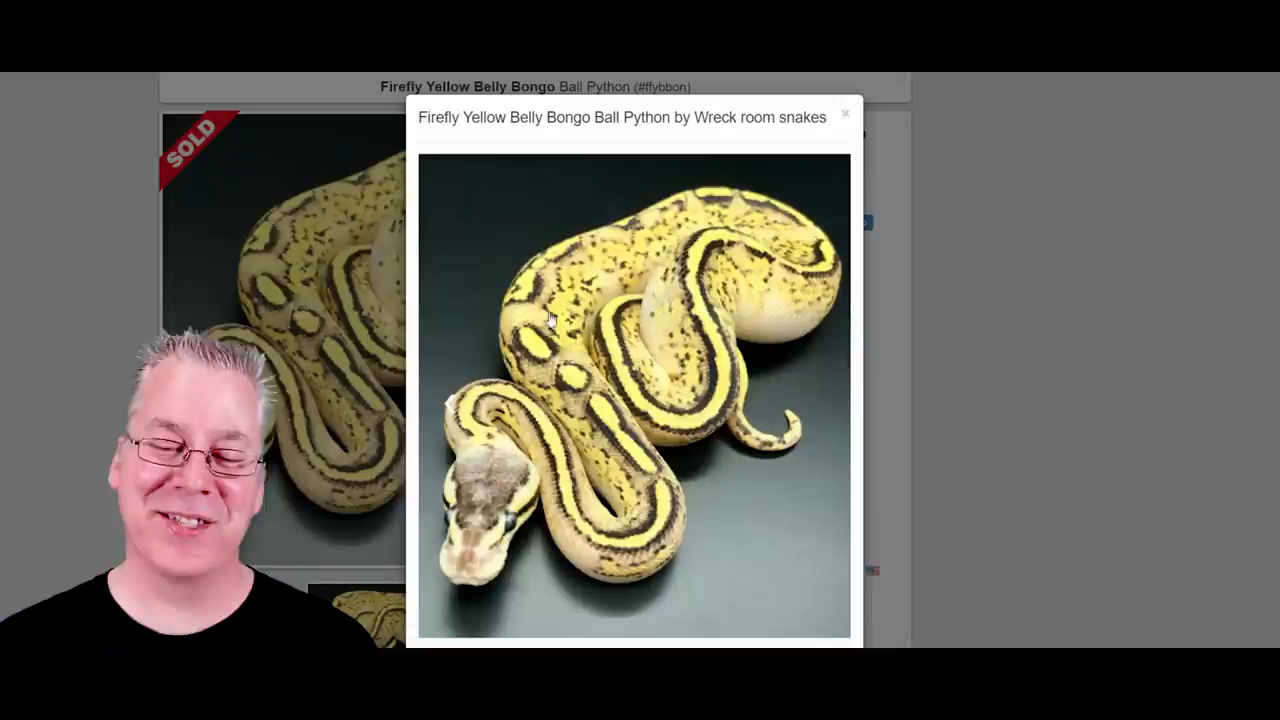 Firefly Yellow Belly Bongo Ball Python (#ffybbon)
SOLD
Firefly Yellow Belly Bongo Ball Python by Wreck room snakes